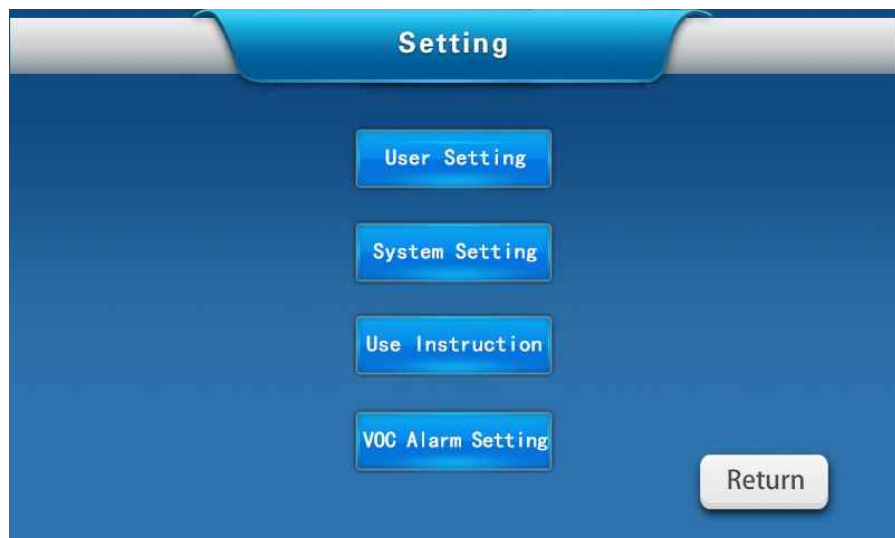 Setting
User Setting
System Setting
Use Instruction
VOC Alarm Setting
Return